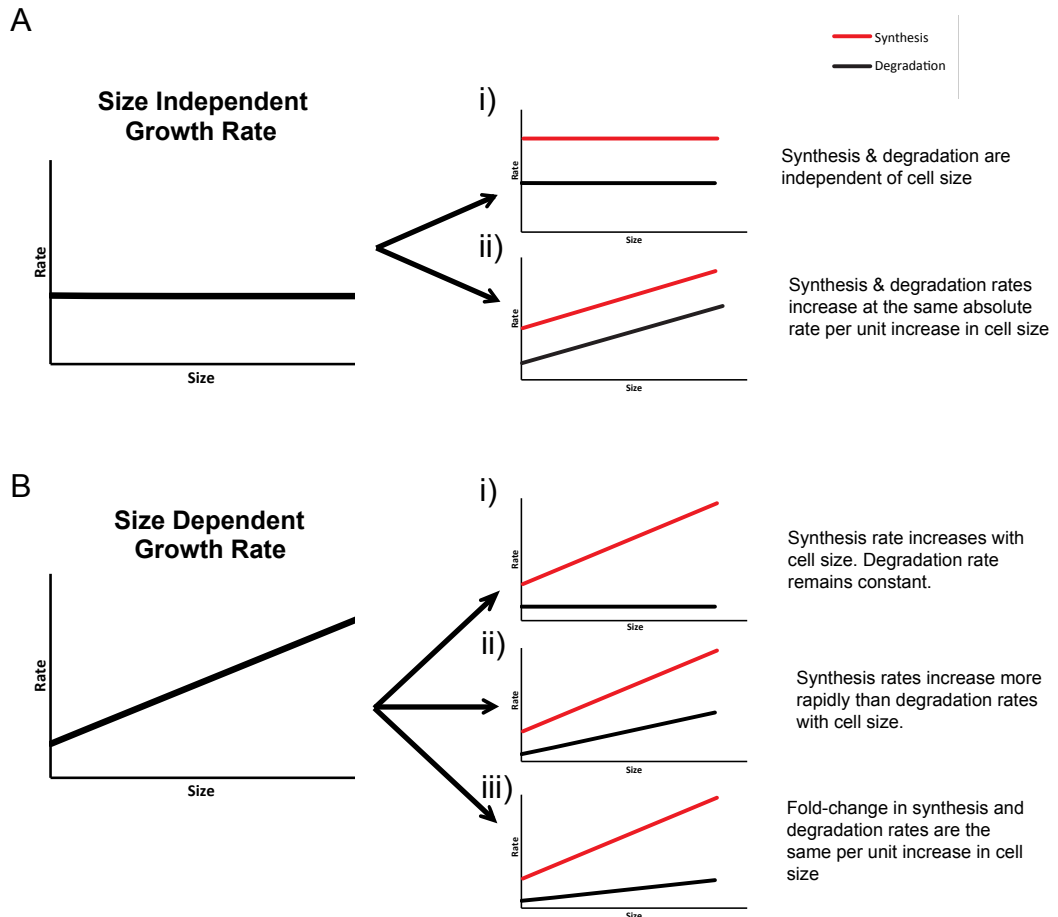 A
Synthesis
Degradation
Size Independent
Growth Rate
Rate
Size
i)
Rate
Size
Synthesis & degradation are
independent of cell size
ii)
Rate
Size
Synthesis & degradation rates
increase at the same absolute
rate per unit increase in cell size
B
Size Dependent
Growth Rate
Rate
Size
i)
Rate
Size
Synthesis rate increases with
cell size. Degradation rate
remains constant.
ii)
Rate
Size
Synthesis rates increase more
rapidly than degradation rates
with cell size.
iii)
Rate
Size
Fold-change in synthesis and
degradation rates are the
same per unit increase in cell
size